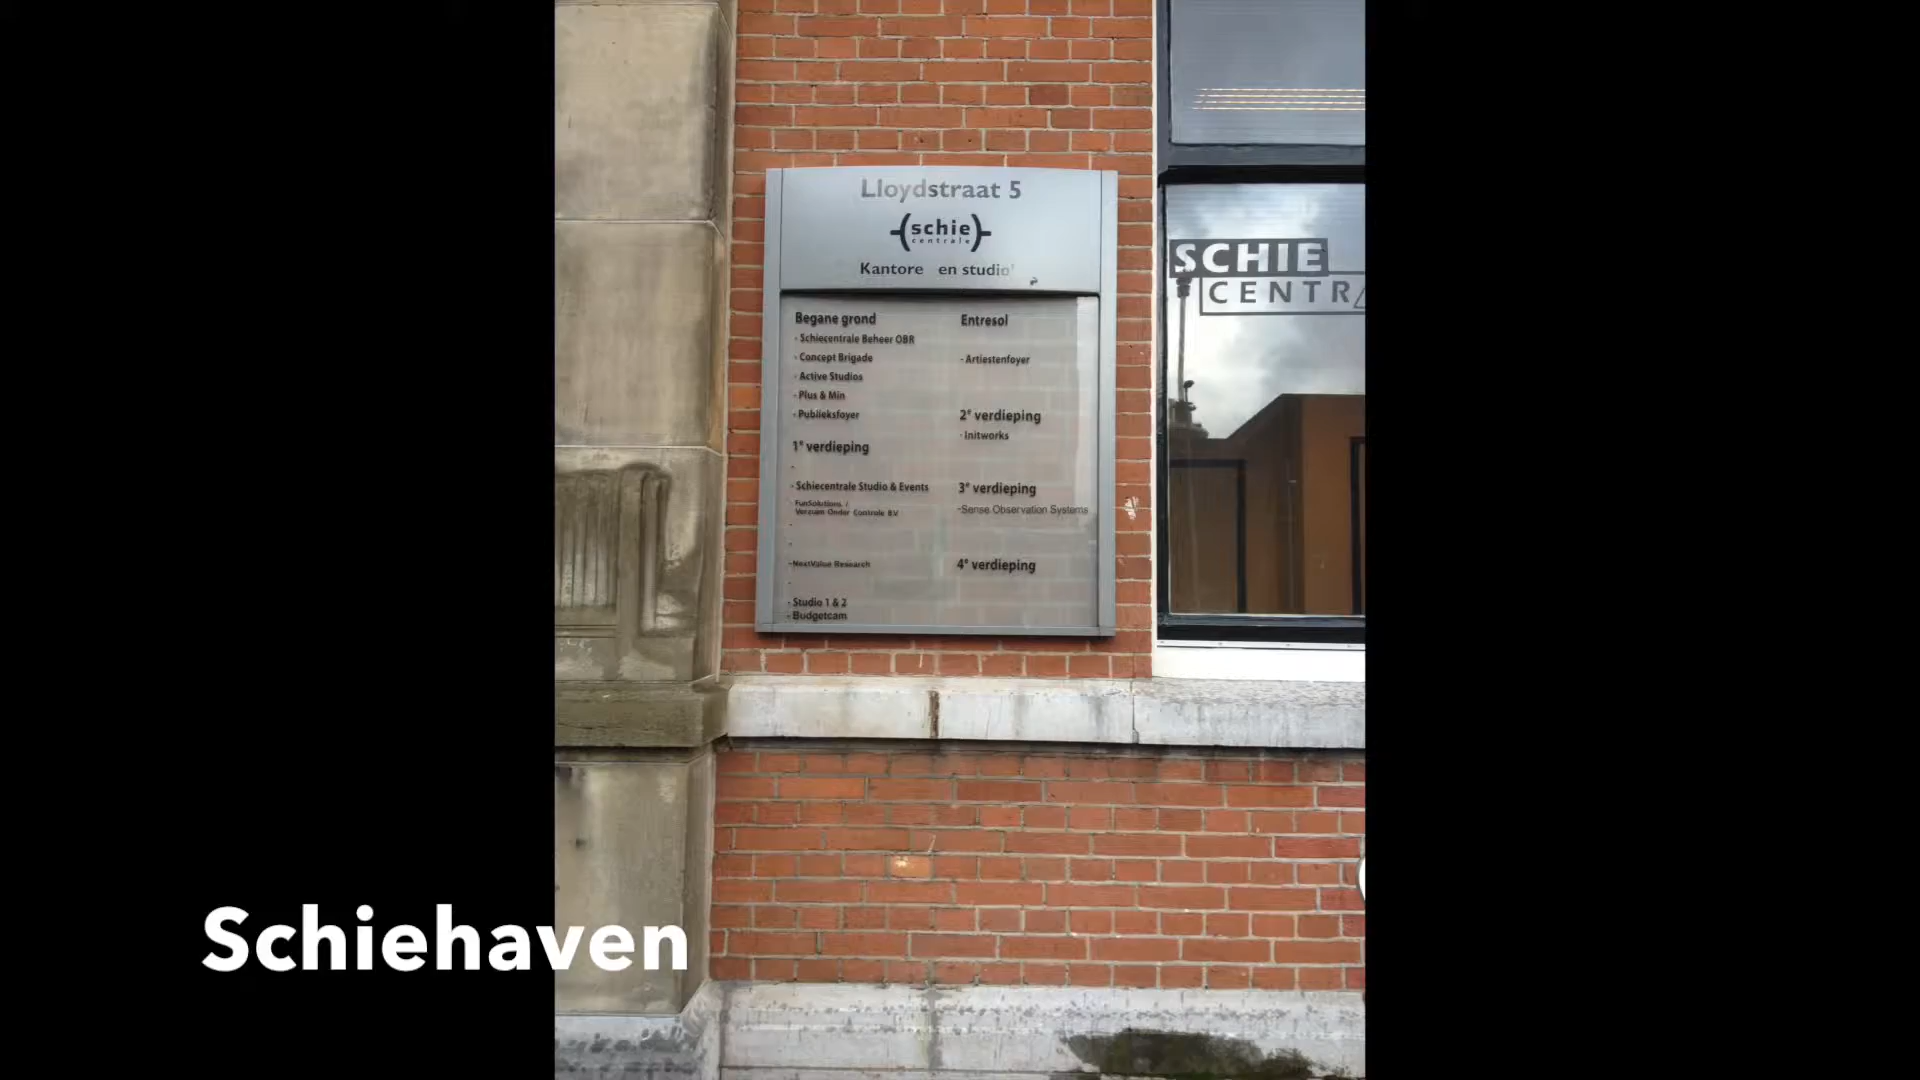 Lloydstraat 5
schie
centrale
Kantore en studio'
Begane grond
- Schiecentrale Beheer OBR
- Concept Brigade
- Active Studios
- Plus & Min
- Publieksfoyer
1e verdieping
-
- Schiecentrale Studio & Events
- FunSolutions /
Verzuim Onder Controle B.V
-
-
-NextValue Research
-
- Studio 1 & 2
- Budgetcam
Entresol
- Artiestenfoyer
2e verdieping
- Initworks
3e verdieping
-Sense Observation Systems
4e verdieping
SCHIE
CENTRA
Schiehaven